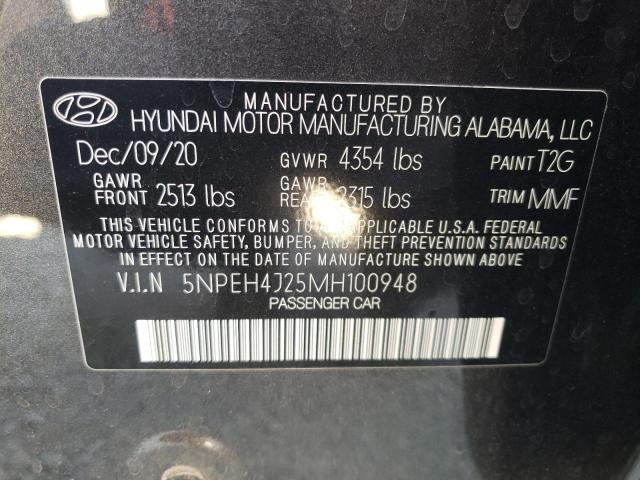 MANUFACTURED BY
HYUNDAI MOTOR MANUFACTURING ALABAMA, LLC
Dec/09/20 GVWR 4354 lbs PAINT T2G
GAWR FRONT 2513 lbs GAWR REAR 2315 lbs TRIM MMF
THIS VEHICLE CONFORMS TO ALL APPLICABLE U.S.A. FEDERAL
MOTOR VEHICLE SAFETY, BUMPER, AND THEFT PREVENTION
STANDARDS IN EFFECT ON THE DATE OF MANUFACTURE SHOWN ABOVE.
V.I.N 5NPEH4J25MH100948
PASSENGER CAR